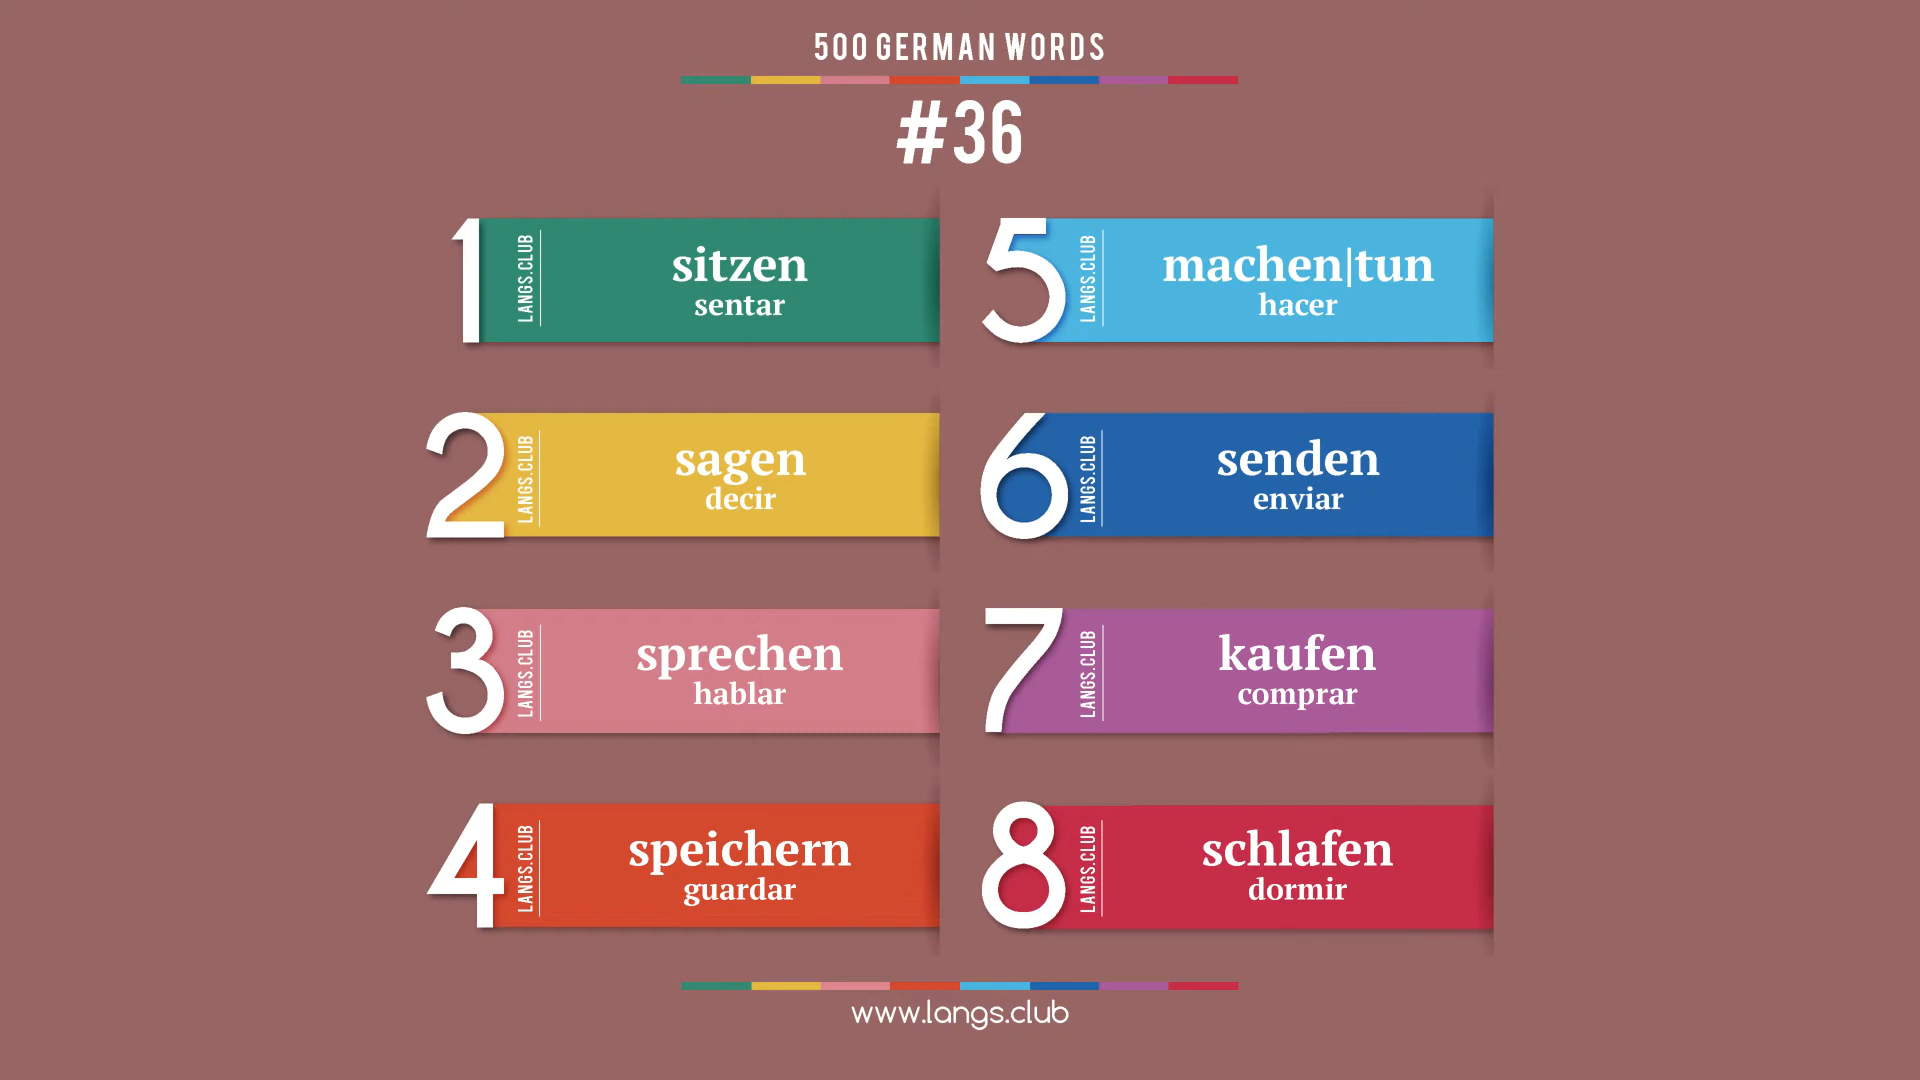 500 GERMAN WORDS
#36
1
LANGS.CLUB
sitzen
sentar
2
LANGS.CLUB
sagen
decir
3
LANGS.CLUB
sprechen
hablar
4
LANGS.CLUB
speichern
guardar
5
LANGS.CLUB
machen|tun
hacer
6
LANGS.CLUB
senden
enviar
7
LANGS.CLUB
kaufen
comprar
8
LANGS.CLUB
schlafen
dormir
www.langs.club